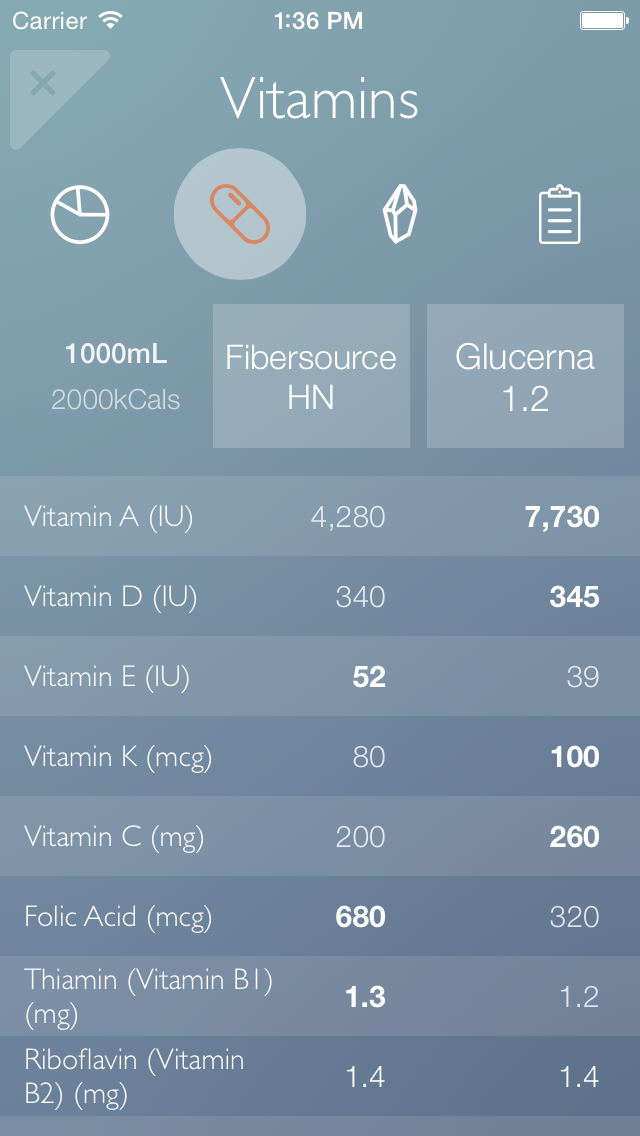 Carrier 1:36 PM
Vitamins
1000mL
2000kCals
Fibersource
HN
Glucerna
1.2
Vitamin A (IU) 4,280 7,730
Vitamin D (IU) 340 345
Vitamin E (IU) 52 39
Vitamin K (mcg) 80 100
Vitamin C (mg) 200 260
Folic Acid (mcg) 680 320
Thiamin (Vitamin B1)
(mg) 1.3 1.2
Riboflavin (Vitamin
B2) (mg) 1.4 1.4